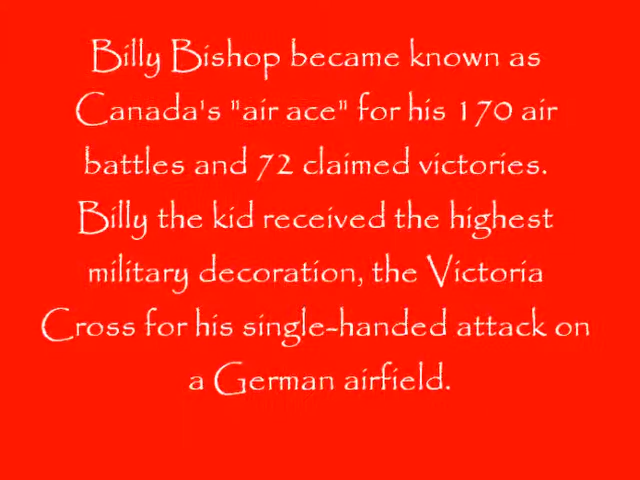 Billy Bishop became known as
Canada's "air ace" for his 170 air
battles and 72 claimed victories.
Billy the kid received the highest
military decoration, the Victoria
Cross for his single-handed attack on
a German airfield.